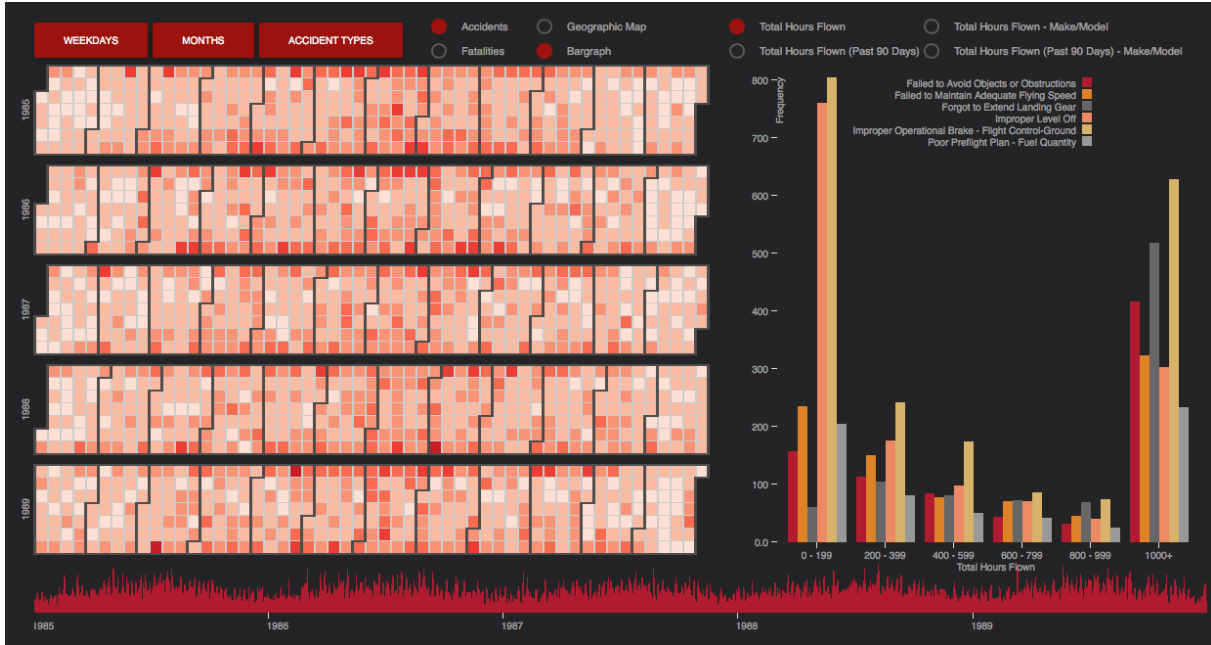 WEEKDAYS
MONTHS
ACCIDENT TYPES
Accidents
Geographic Map
Fatalities
Bargraph
Total Hours Flown
Total Hours Flown - Make/Model
Total Hours Flown (Past 90 Days)
Total Hours Flown (Past 90 Days) - Make/Model
1985
1986
1987
1988
1989
Frequency
800
700
600
500
400
300
200
100
0.0
Failed to Avoid Objects or Obstructions
Failed to Maintain Adequate Flying Speed
Forgot to Extend Landing Gear
Improper Level Off
Improper Operational Brake - Flight Control-Ground
Poor Preflight Plan - Fuel Quantity
0 - 199
200 - 399
400 - 599
600 - 799
800 - 999
1000+
Total Hours Flown
1985
1986
1987
1988
1989